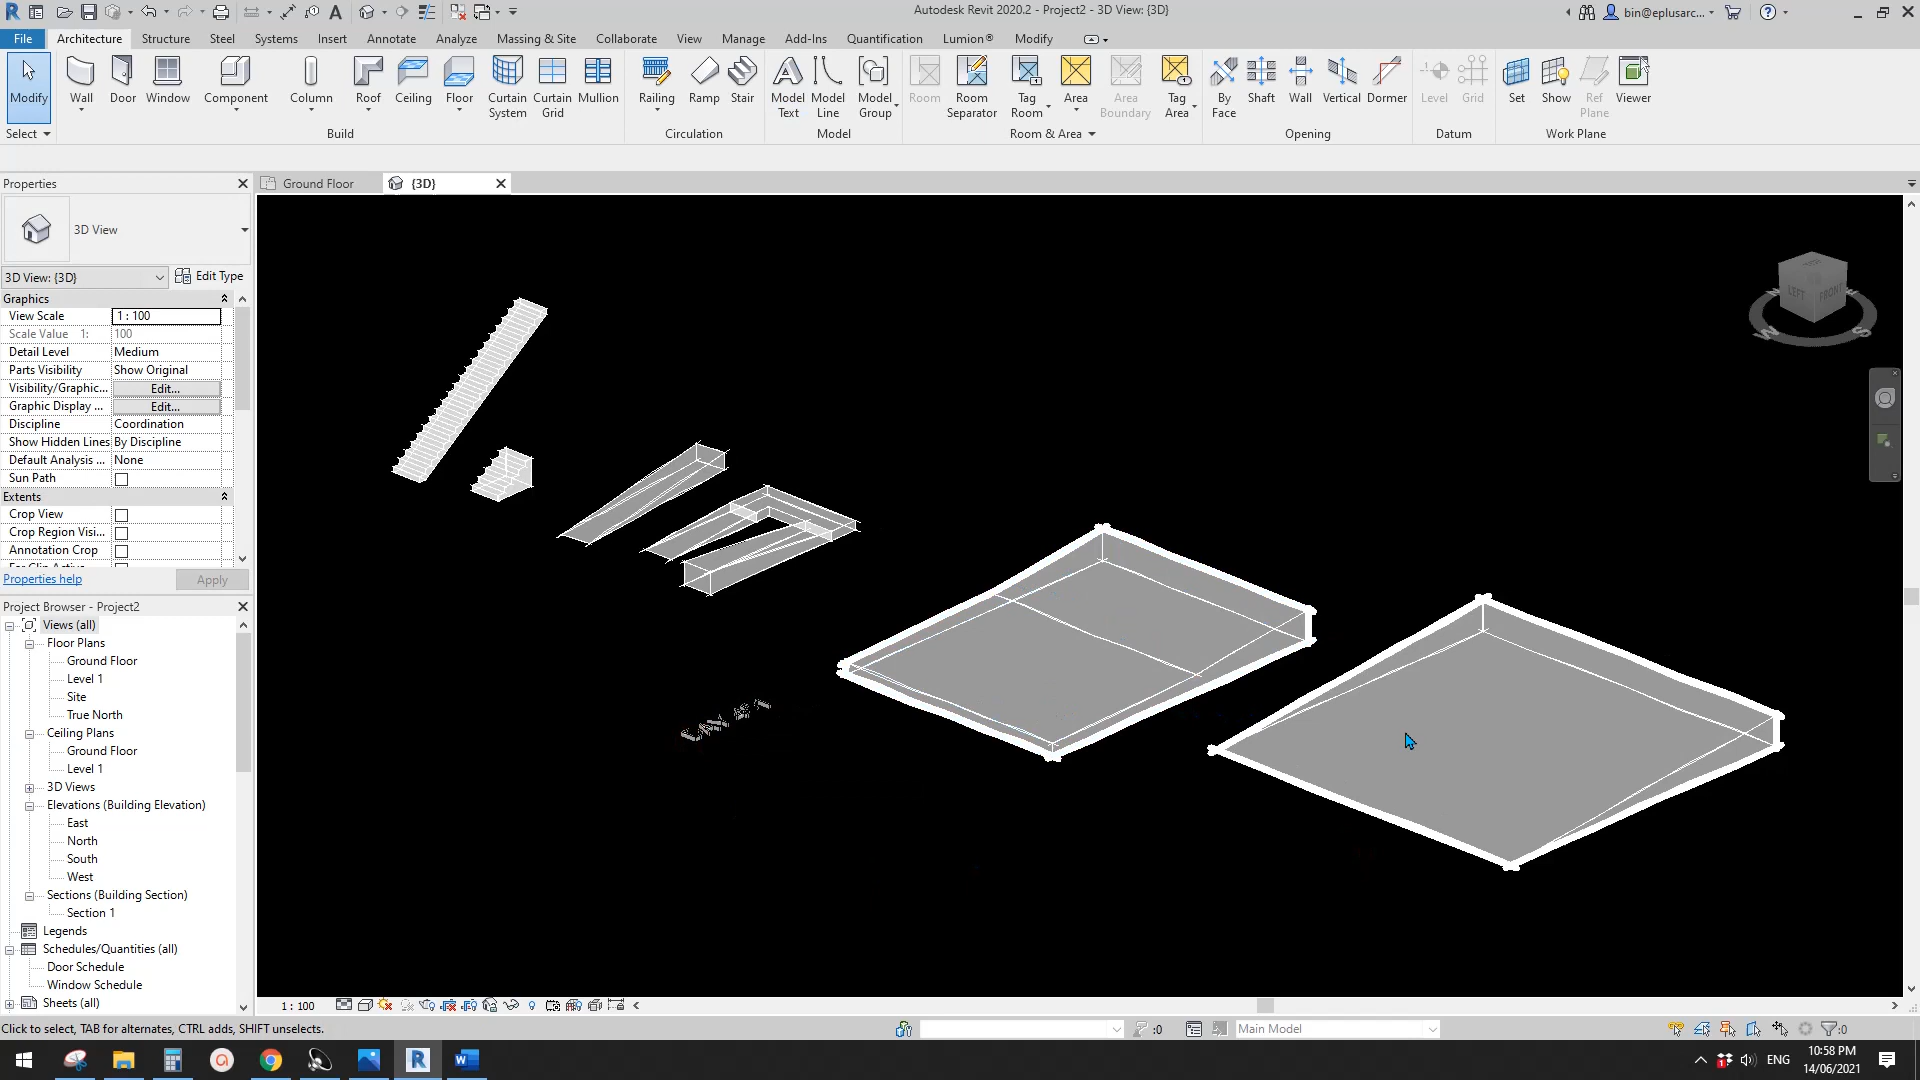 Autodesk Revit 2020.2 - Project2 - 3D View: {3D}
bin@eplusarc...
File Architecture Structure Steel Systems Insert Annotate Analyze Massing & Site Collaborate View Manage Add-Ins Quantification Lumion® Modify
Modify Wall Door Window Component Column Roof Ceiling Floor Curtain System Curtain Grid Mullion Railing Ramp Stair Model Text Model Line Model Group Room Room Separator Tag Room Area Area Boundary Tag Area By Face Shaft Wall Vertical Dormer Level Grid Set Show Ref Plane Viewer
Select Build Circulation Model Room & Area Opening Datum Work Plane
Properties
Ground Floor {3D}
3D View
3D View: {3D} Edit Type
Graphics
View Scale 1 : 100
Scale Value 1: 100
Detail Level Medium
Parts Visibility Show Original
Visibility/Graphic... Edit...
Graphic Display ... Edit...
Discipline Coordination
Show Hidden Lines By Discipline
Default Analysis ... None
Sun Path
Extents
Crop View
Crop Region Visi...
Annotation Crop
Properties help Apply
Project Browser - Project2
Views (all)
Floor Plans
Ground Floor
Level 1
Site
True North
Ceiling Plans
Ground Floor
Level 1
3D Views
Elevations (Building Elevation)
East
North
South
West
Sections (Building Section)
Section 1
Legends
Schedules/Quantities (all)
Door Schedule
Window Schedule
Sheets (all)
LEFT FRONT
S
1 : 100
Click to select, TAB for alternates, CTRL adds, SHIFT unselects.
:0
Main Model
:0
ENG
10:58 PM
14/06/2021